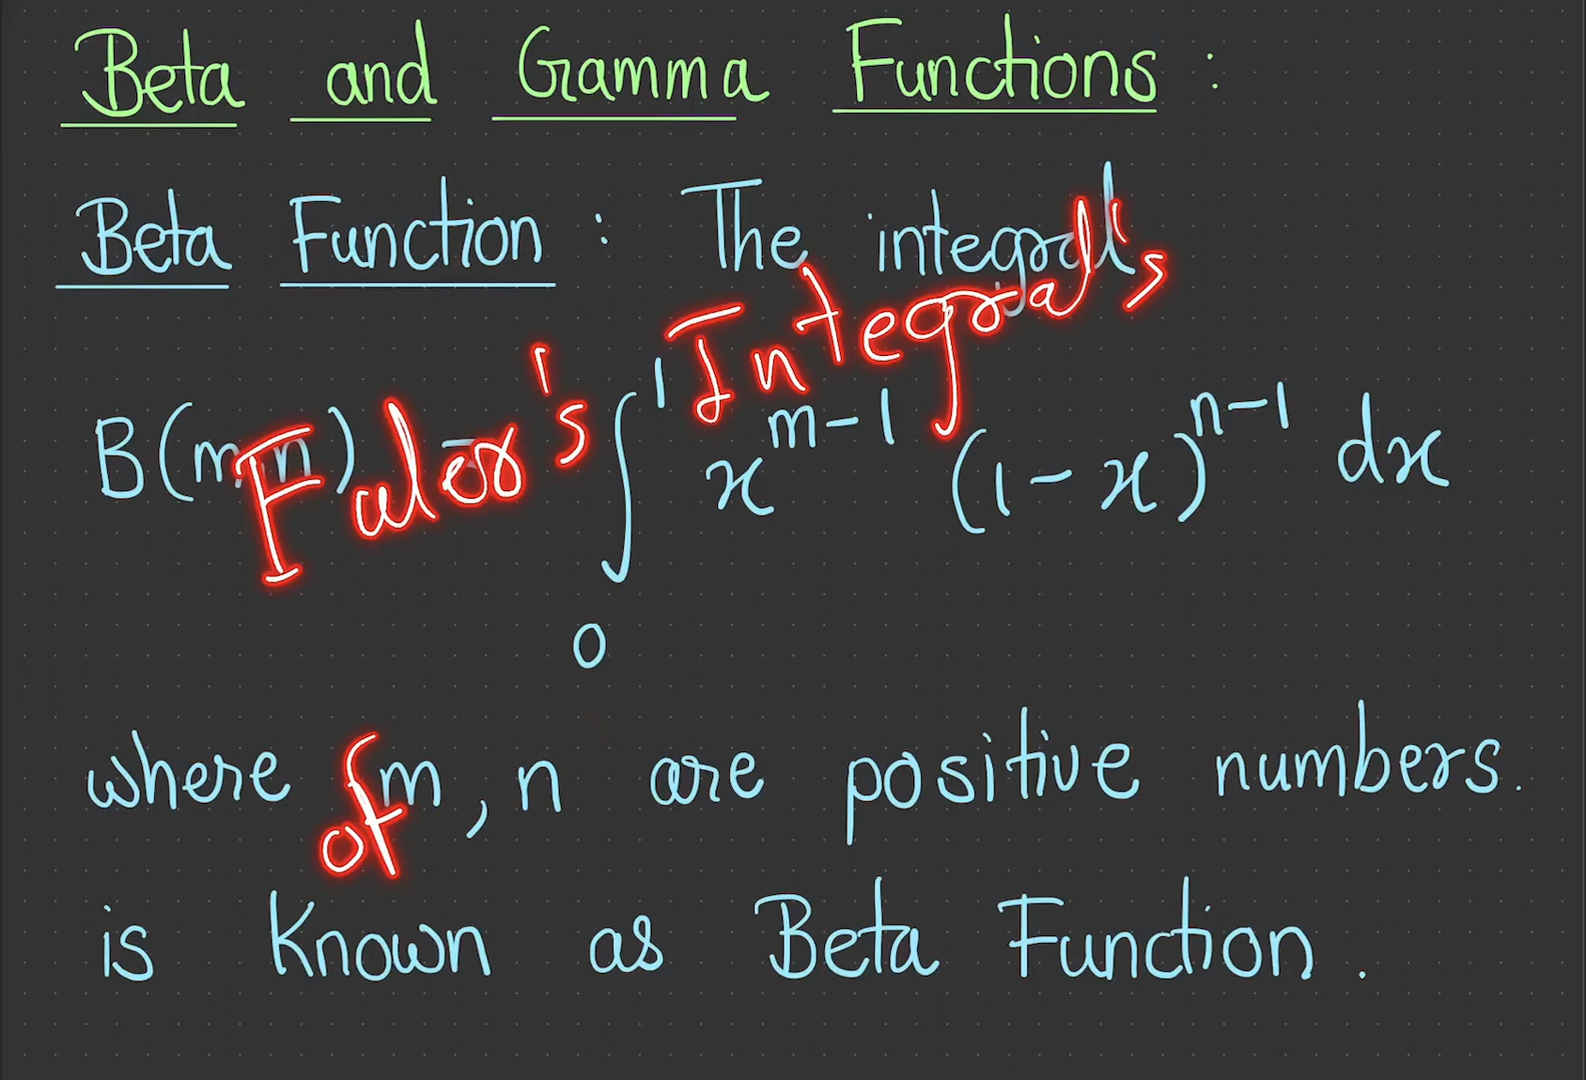 Beta and Gamma Functions :
Beta Function : The integral
B(m,n) = ∫₀¹ x^{m-1} (1-x)^{n-1} dx
Euler's Integral's
where m, n are positive numbers.
of
is Known as Beta Function.